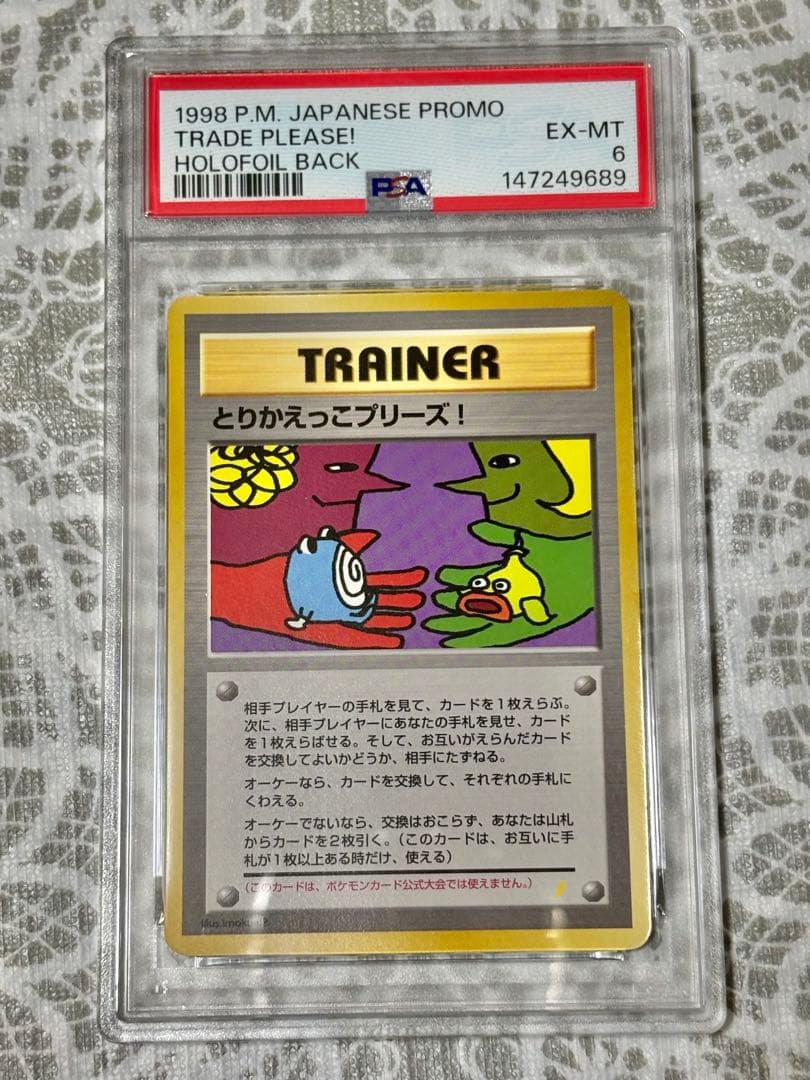 1998 P.M. JAPANESE PROMO
TRADE PLEASE! EX-MT
HOLOFOIL BACK 6
PSA 147249689
TRAINER
とりかえっこプリーズ!
相手プレイヤーの手札を見て、カードを1枚えらぶ。
次に、相手プレイヤーにあなたの手札を見せ、カード
を1枚えらばせる。そして、お互いがえらんだカード
を交換してよいかどうか、相手にたずねる。
オーケーなら、カードを交換して、それぞれの手札に
くわえる。
オーケーでないなら、交換はおこらず、あなたは山札
からカードを2枚引く。(このカードは、お互いに手
札が1枚以上ある時だけ、使える)
(このカードは、ポケモンカード公式大会では使えません。)